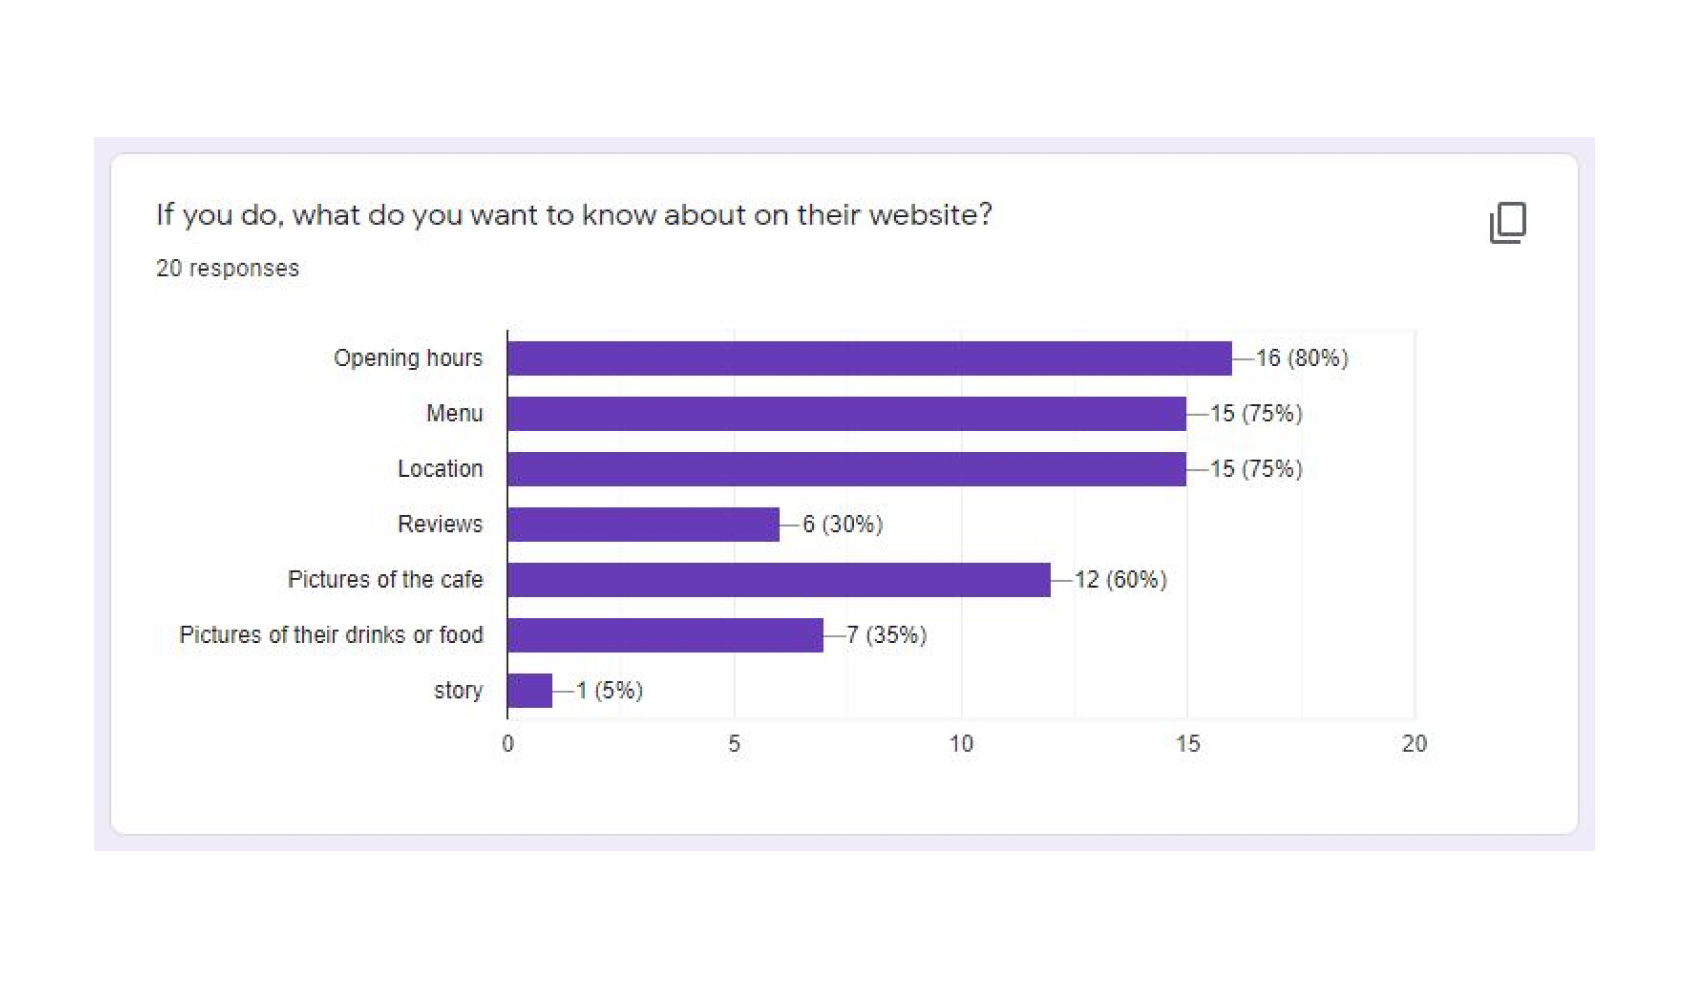 If you do, what do you want to know about on their website?
20 responses
Opening hours 16 (80%)
Menu 15 (75%)
Location 15 (75%)
Reviews 6 (30%)
Pictures of the cafe 12 (60%)
Pictures of their drinks or food 7 (35%)
story 1 (5%)
0 5 10 15 20